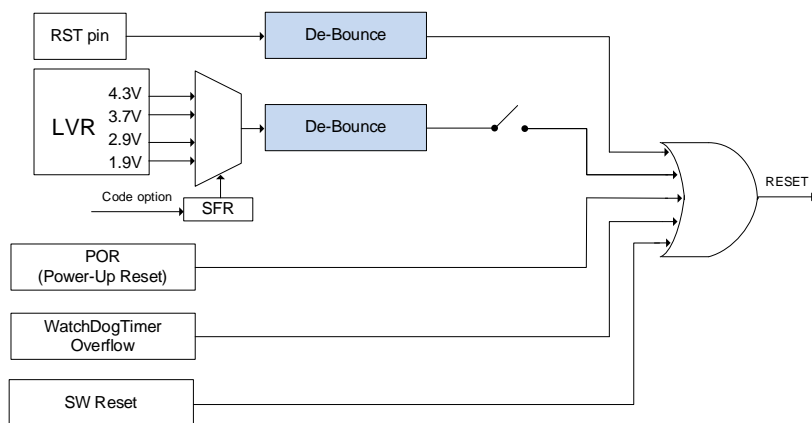 RST pin
De-Bounce
LVR
4.3V
3.7V
2.9V
1.9V
De-Bounce
Code option
SFR
RESET
POR
(Power-Up Reset)
WatchDogTimer
Overflow
SW Reset